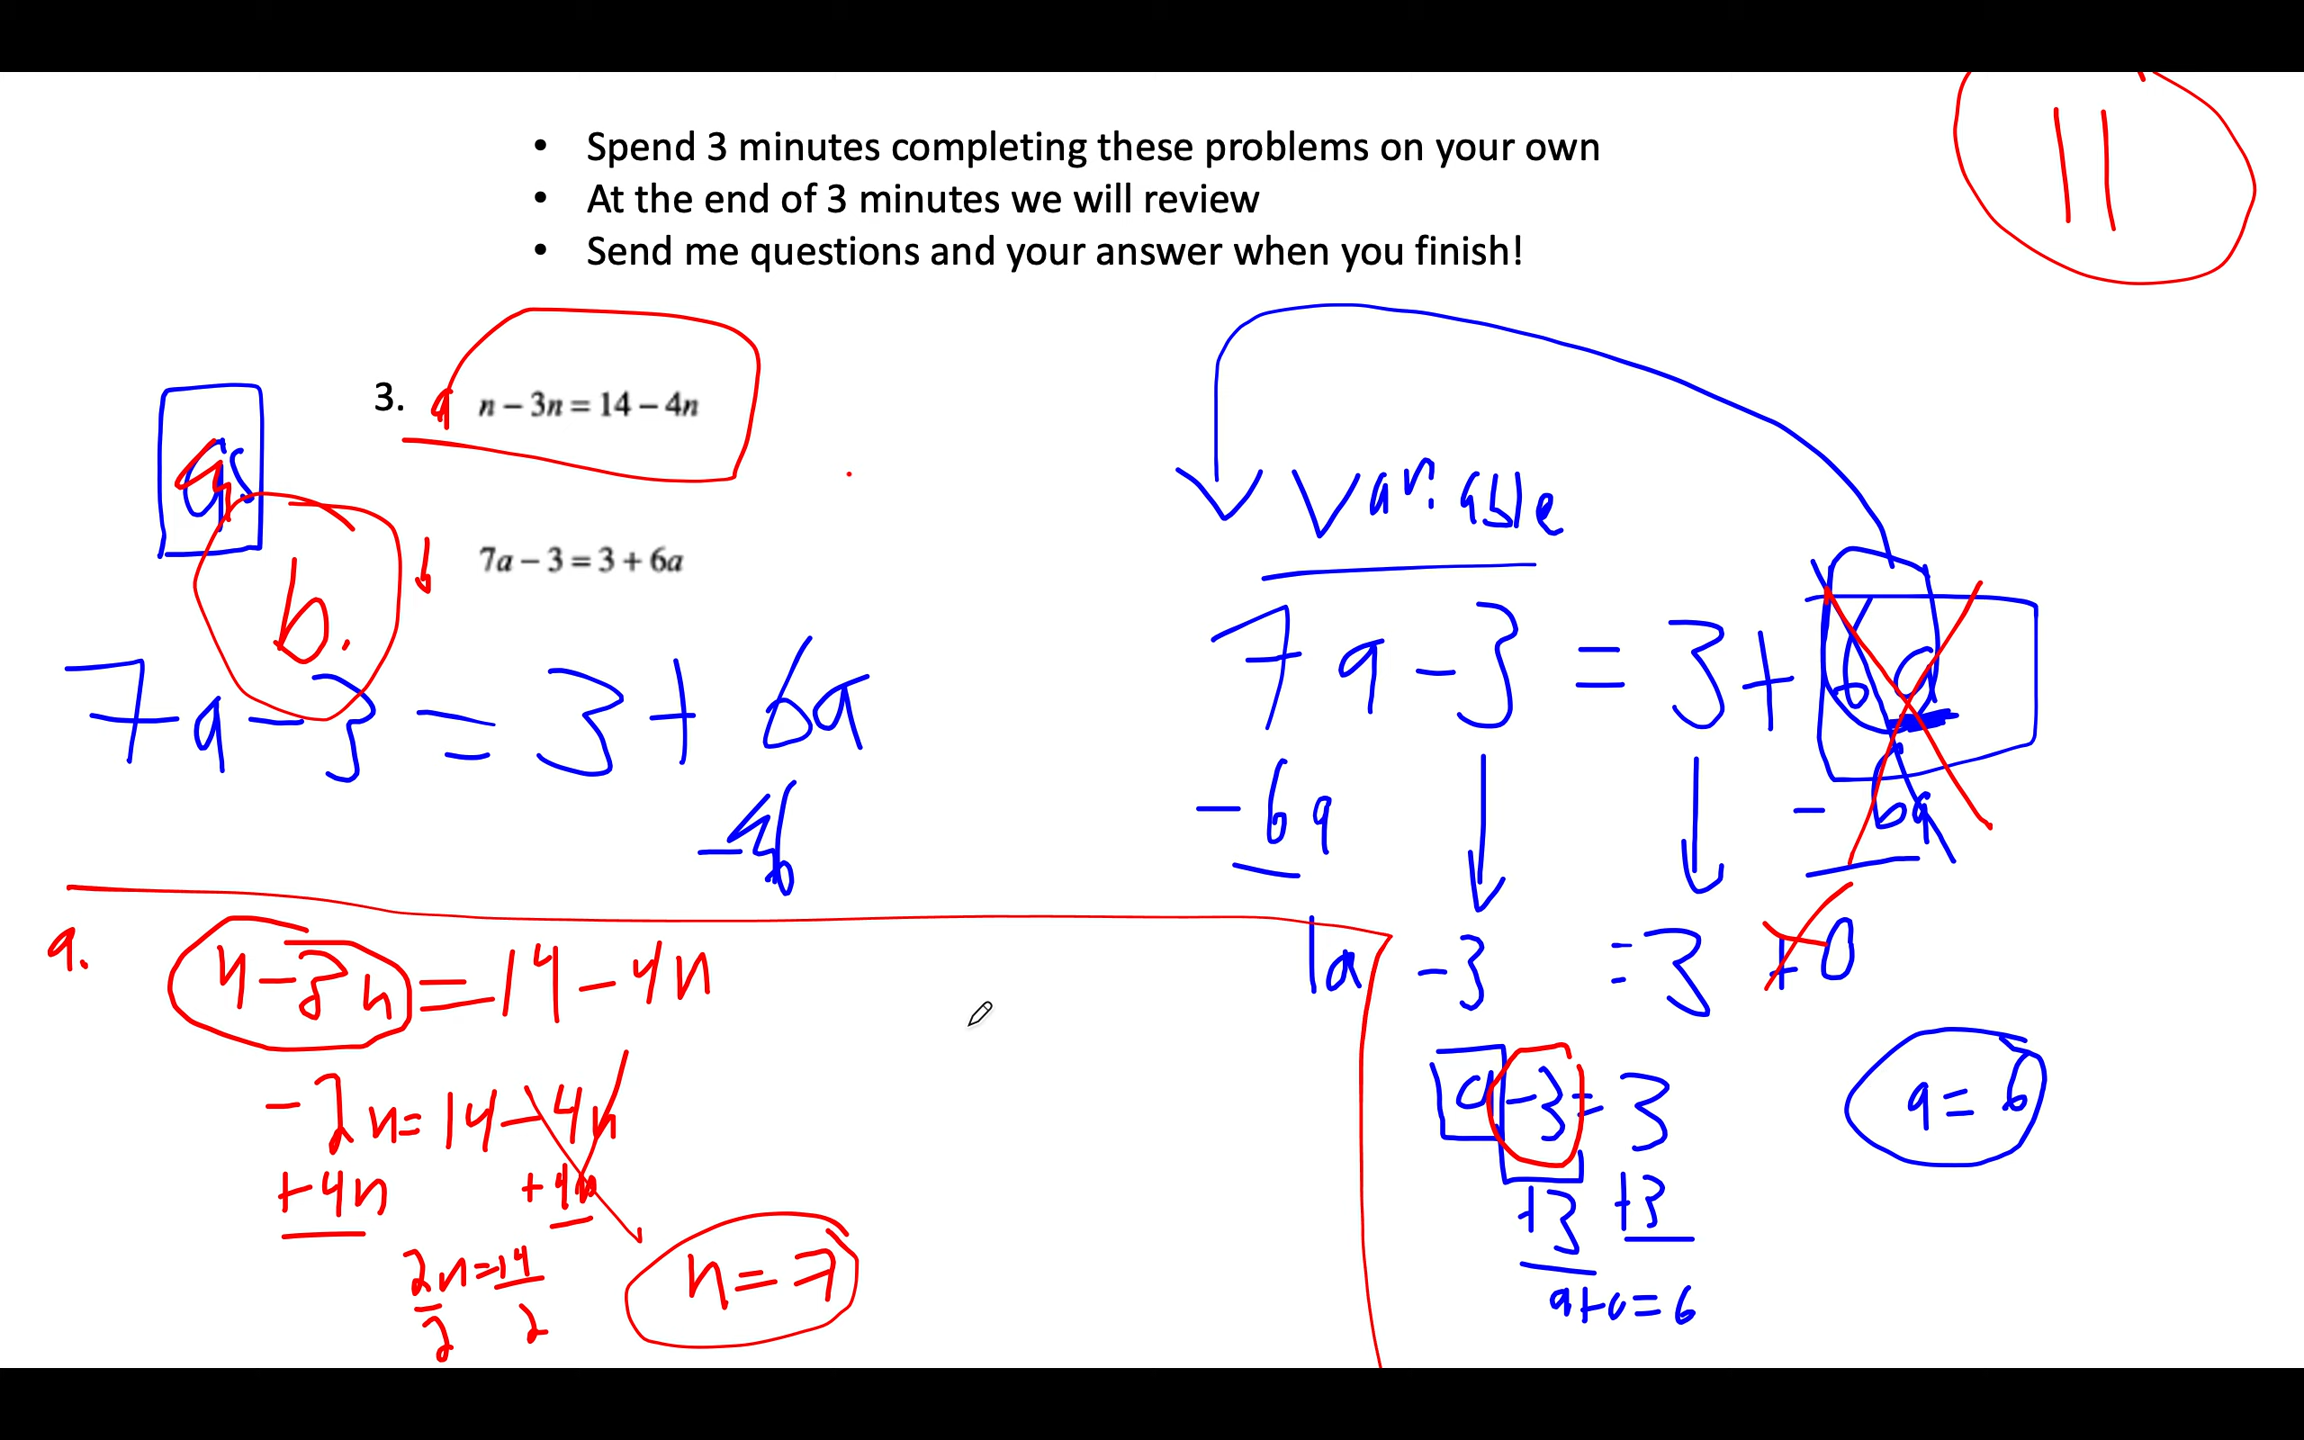 • Spend 3 minutes completing these problems on your own
• At the end of 3 minutes we will review
• Send me questions and your answer when you finish!
11
3. a n − 3n = 14 − 4n
b.
7a − 3 = 3 + 6a
7a − 3 = 3 + 6a
Variable
7a − 3 = 3 + 6a
− 6a − 6a
1a − 3 = 3 + 0
a − 3 = 3
+3 +3
a + 0 = 6
a = 6
a.
n − 3n = 14 − 4n
− 2n = 14 − 4n
+4n +4n
2n = 14
2 2
n = 7